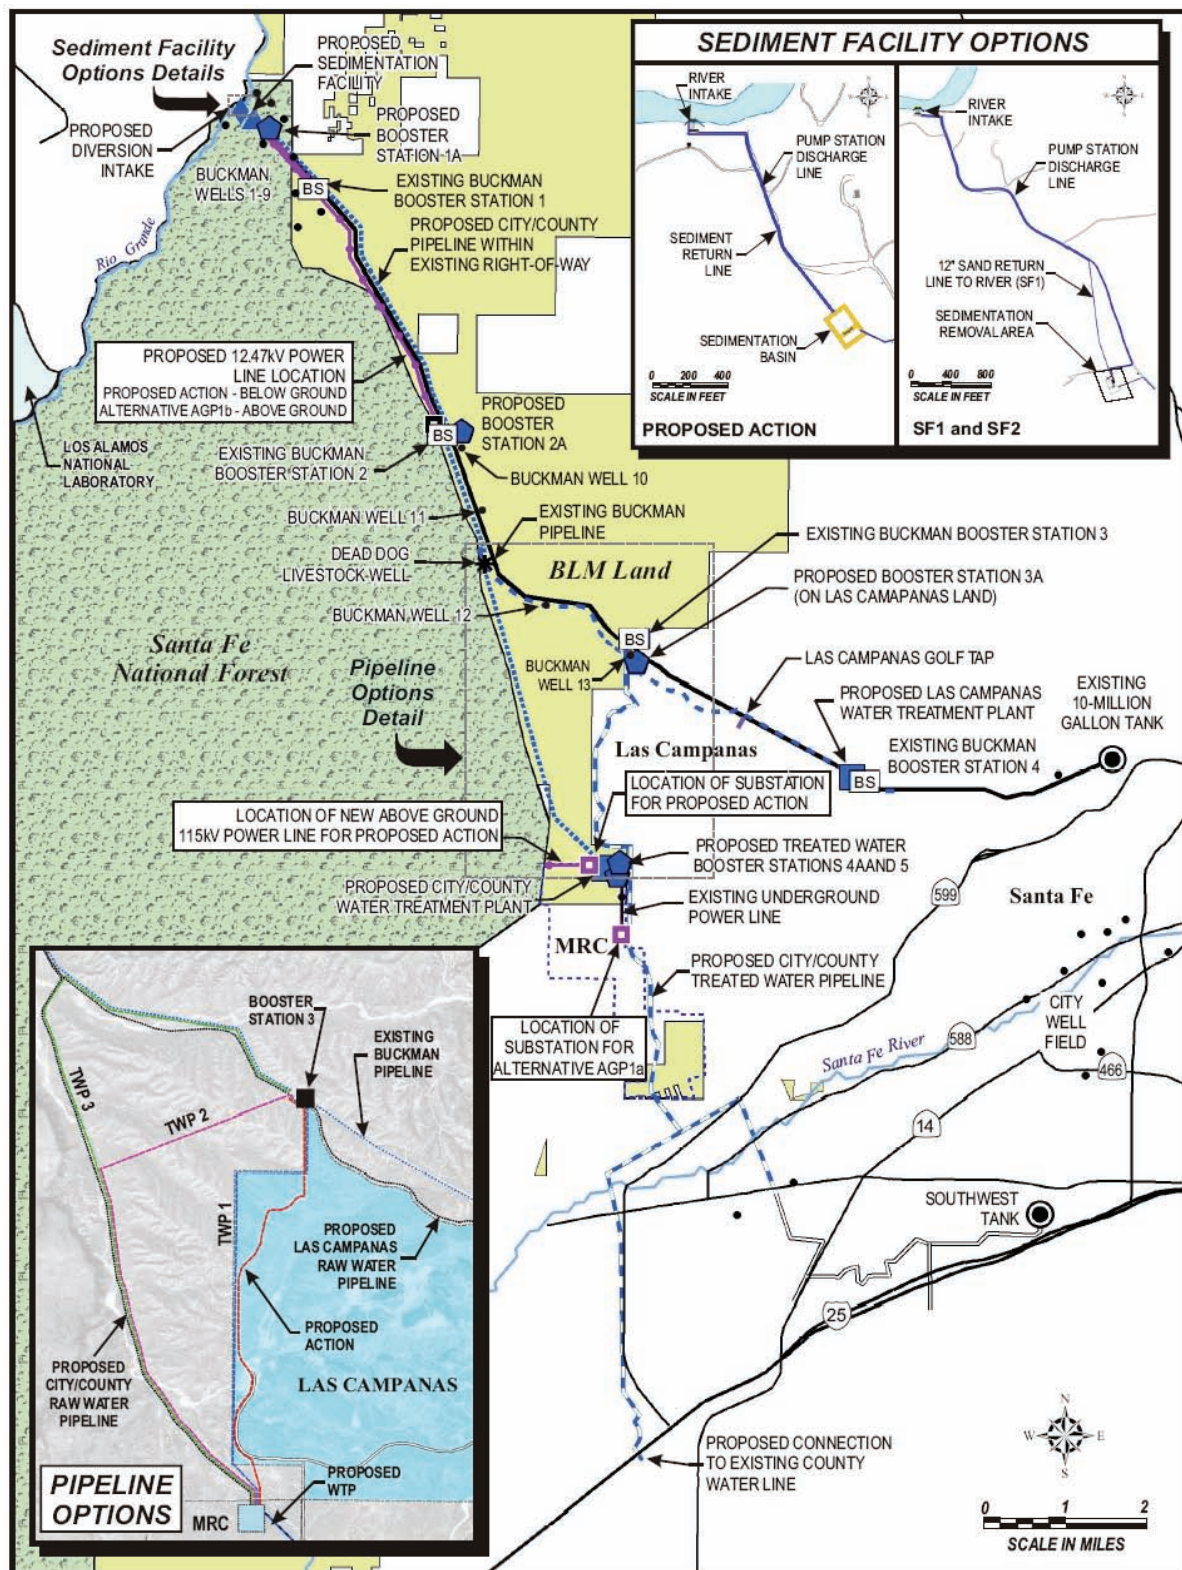 Sediment Facility
Options Details
PROPOSED
SEDIMENTATION
FACILITY
PROPOSED
DIVERSION
INTAKE
PROPOSED
BOOSTER
STATION 1A
BUCKMAN
WELLS 1-9
BS
EXISTING BUCKMAN
BOOSTER STATION 1
Rio Grande
PROPOSED CITY/COUNTY
PIPELINE WITHIN
EXISTING RIGHT-OF-WAY
PROPOSED 12.47kV POWER
LINE LOCATION
PROPOSED ACTION - BELOW GROUND
ALTERNATIVE AGP1b - ABOVE GROUND
LOS ALAMOS
NATIONAL
LABORATORY
BS
PROPOSED
BOOSTER
STATION 2A
EXISTING BUCKMAN
BOOSTER STATION 2
BUCKMAN WELL 10
BUCKMAN WELL 11
EXISTING BUCKMAN
PIPELINE
DEAD DOG
LIVESTOCK WELL
BLM Land
BUCKMAN WELL 12
EXISTING BUCKMAN BOOSTER STATION 3
PROPOSED BOOSTER STATION 3A
(ON LAS CAMAPANAS LAND)
BS
Santa Fe
National Forest
BUCKMAN
WELL 13
LAS CAMPANAS GOLF TAP
Pipeline
Options
Detail
PROPOSED LAS CAMPANAS
WATER TREATMENT PLANT
EXISTING
10-MILLION
GALLON TANK
Las Campanas
EXISTING BUCKMAN
BOOSTER STATION 4
BS
LOCATION OF SUBSTATION
FOR PROPOSED ACTION
LOCATION OF NEW ABOVE GROUND
115kV POWER LINE FOR PROPOSED ACTION
PROPOSED TREATED WATER
BOOSTER STATIONS 4AAND 5
PROPOSED CITY/COUNTY
WATER TREATMENT PLANT
EXISTING UNDERGROUND
POWER LINE
599
Santa Fe
MRC
PROPOSED CITY/COUNTY
TREATED WATER PIPELINE
LOCATION OF
SUBSTATION FOR
ALTERNATIVE AGP1a
CITY
WELL
FIELD
588
Santa Fe River
466
14
SOUTHWEST
TANK
25
PROPOSED CONNECTION
TO EXISTING COUNTY
WATER LINE
N
W
E
S
0 1 2
SCALE IN MILES
SEDIMENT FACILITY OPTIONS
RIVER
INTAKE
PUMP STATION
DISCHARGE
LINE
SEDIMENT
RETURN
LINE
SEDIMENTATION
BASIN
0 200 400
SCALE IN FEET
PROPOSED ACTION
RIVER
INTAKE
PUMP STATION
DISCHARGE
LINE
12" SAND RETURN
LINE TO RIVER (SF1)
SEDIMENTATION
REMOVAL AREA
0 400 800
SCALE IN FEET
SF1 and SF2
BOOSTER
STATION 3
EXISTING
BUCKMAN
PIPELINE
TWP 3
TWP 2
TWP 1
PROPOSED
LAS CAMPANAS
RAW WATER
PIPELINE
PROPOSED
ACTION
PROPOSED
CITY/COUNTY
RAW WATER
PIPELINE
LAS CAMPANAS
PROPOSED
WTP
PIPELINE
OPTIONS
MRC